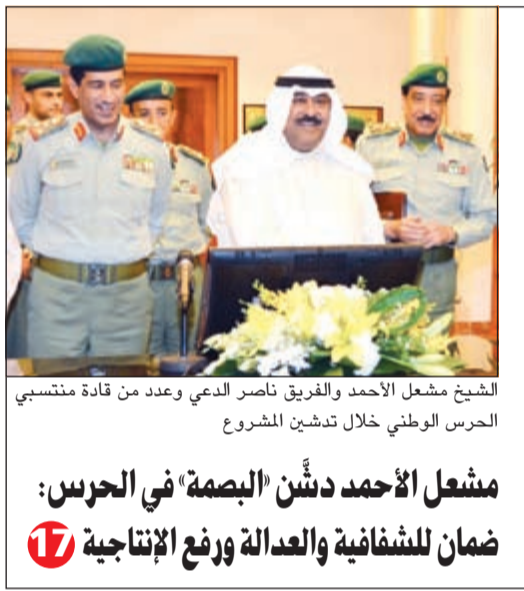 الشيخ مشعل الأحمد والفريق ناصر الدعي وعدد من قادة منتسبي
الحرس الوطني خلال تدشين المشروع
مشعل الأحمد دشَّن «البصمة» في الحرس:
ضمان للشفافية والعدالة ورفع الإنتاجية 17